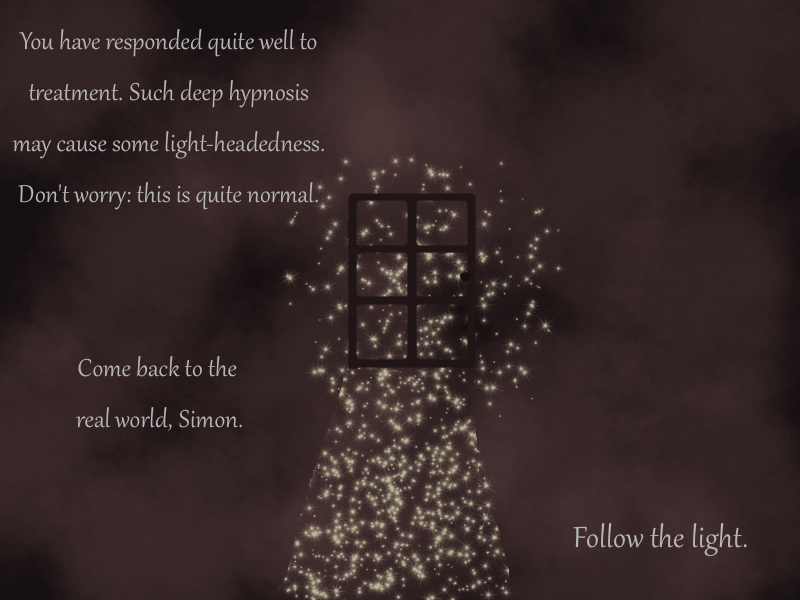 You have responded quite well to
treatment. Such deep hypnosis
may cause some light-headedness.
Don't worry: this is quite normal.
Come back to the
real world, Simon.
Follow the light.